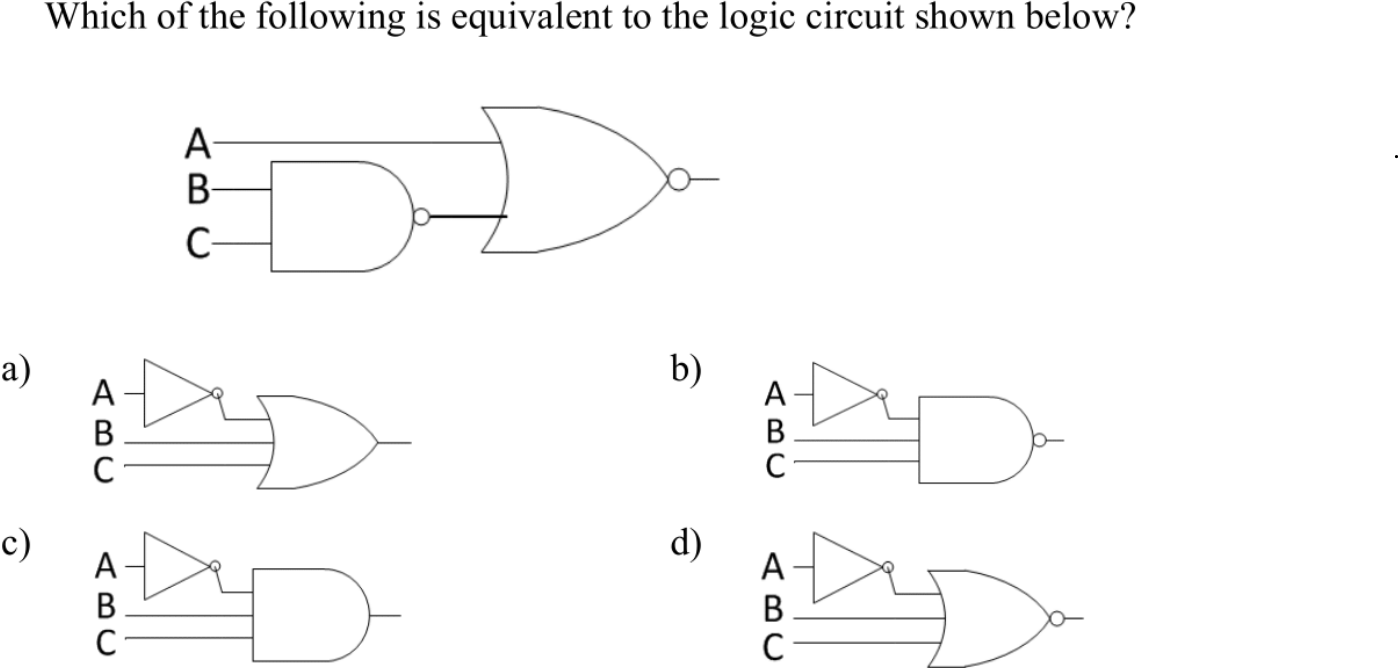 Which of the following is equivalent to the logic circuit shown below?
A
B
C
a)
A
B
C
b)
A
B
C
c)
A
B
C
d)
A
B
C